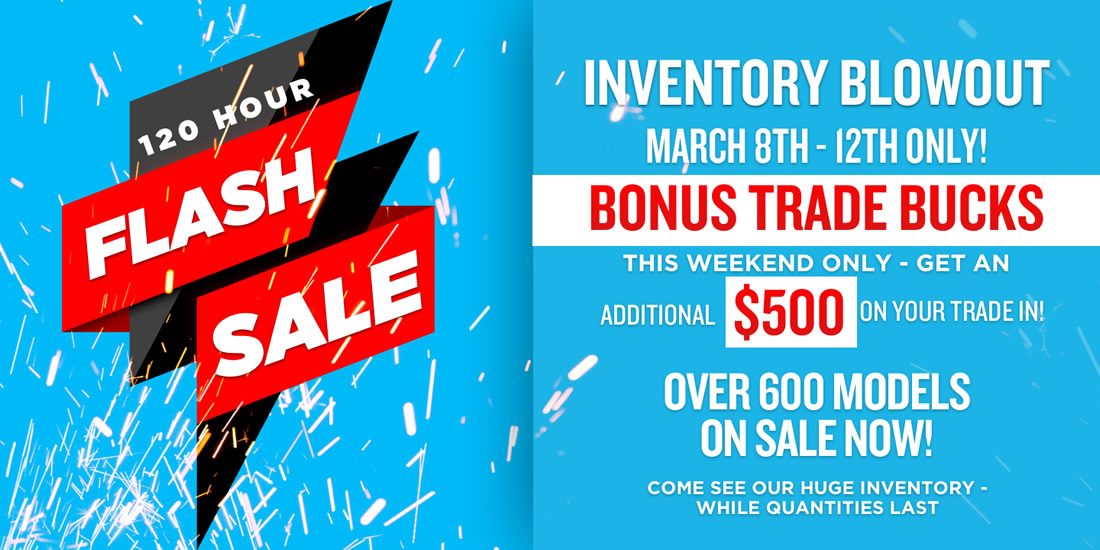 120 HOUR
FLASH
SALE
INVENTORY BLOWOUT
MARCH 8TH - 12TH ONLY!
BONUS TRADE BUCKS
THIS WEEKEND ONLY - GET AN
ADDITIONAL $500 ON YOUR TRADE IN!
OVER 600 MODELS
ON SALE NOW!
COME SEE OUR HUGE INVENTORY -
WHILE QUANTITIES LAST